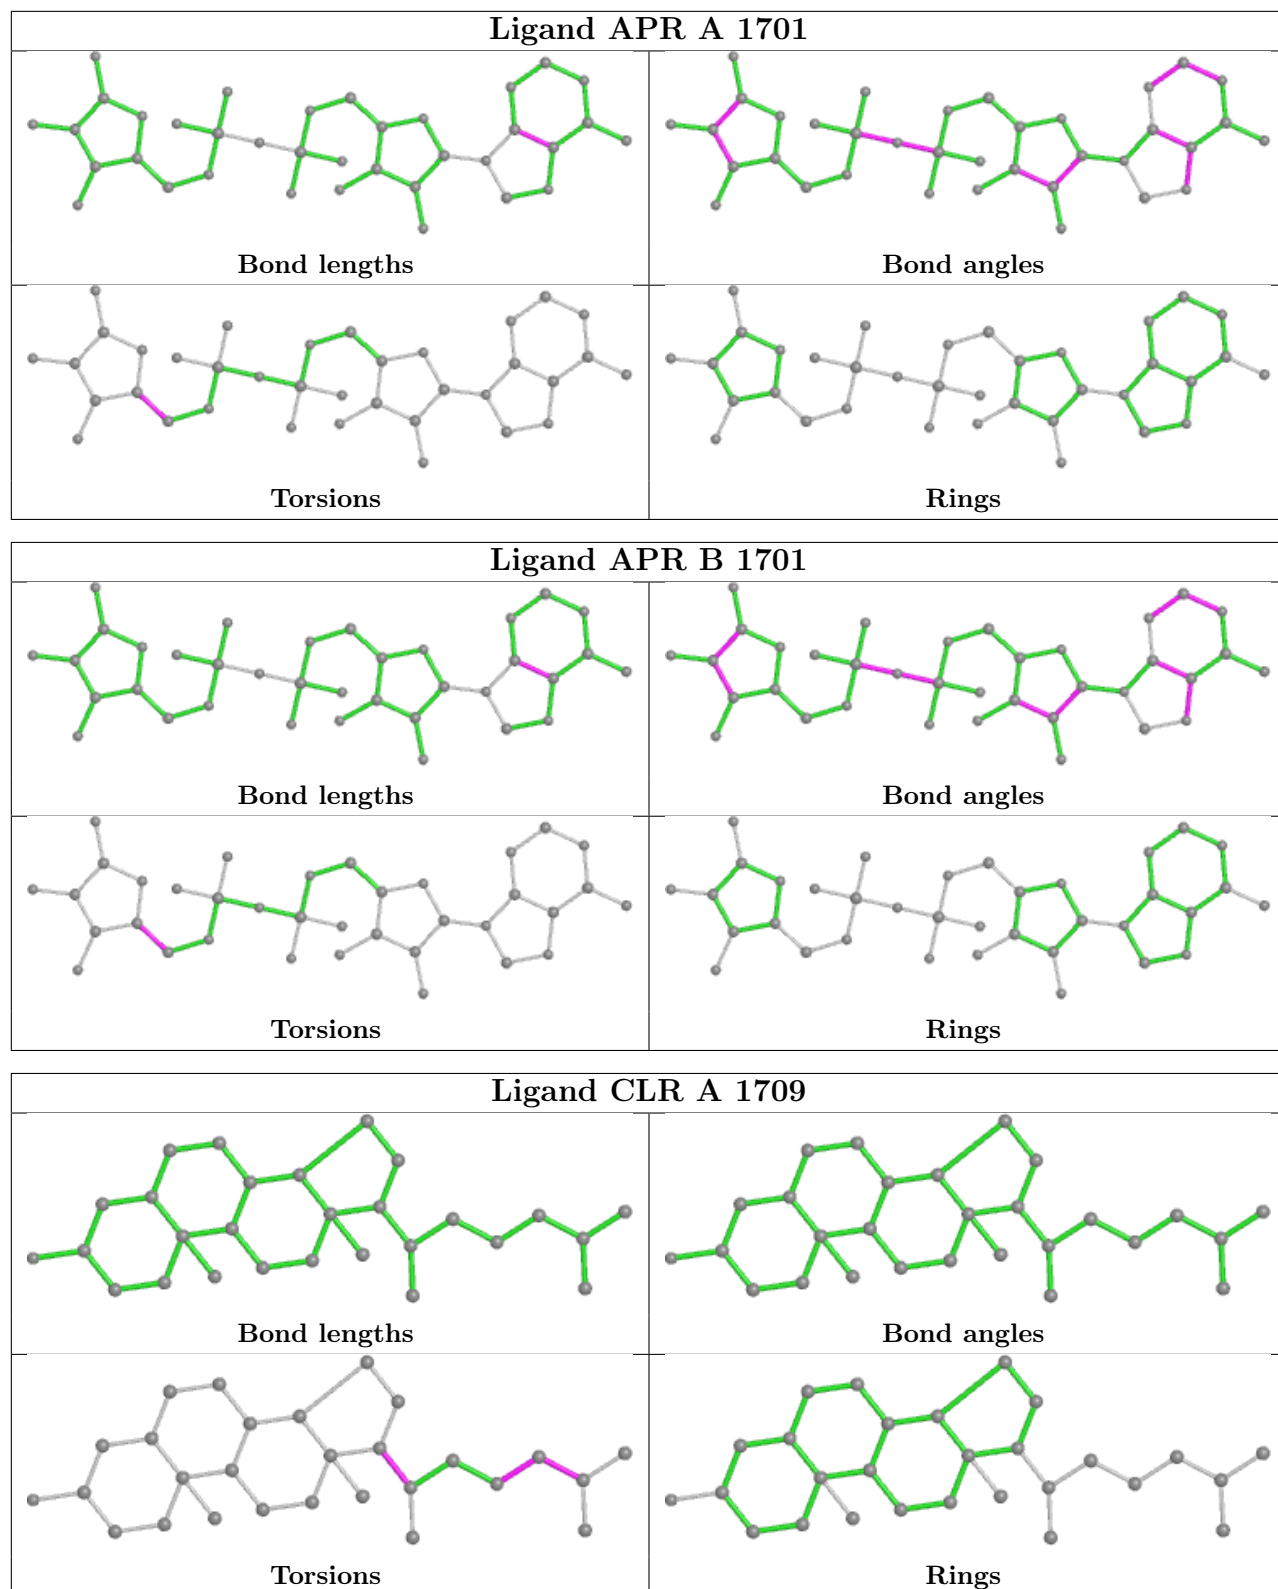 Ligand APR A 1701
Bond lengths
Bond angles
Torsions
Rings
Ligand APR B 1701
Bond lengths
Bond angles
Torsions
Rings
Ligand CLR A 1709
Bond lengths
Bond angles
Torsions
Rings